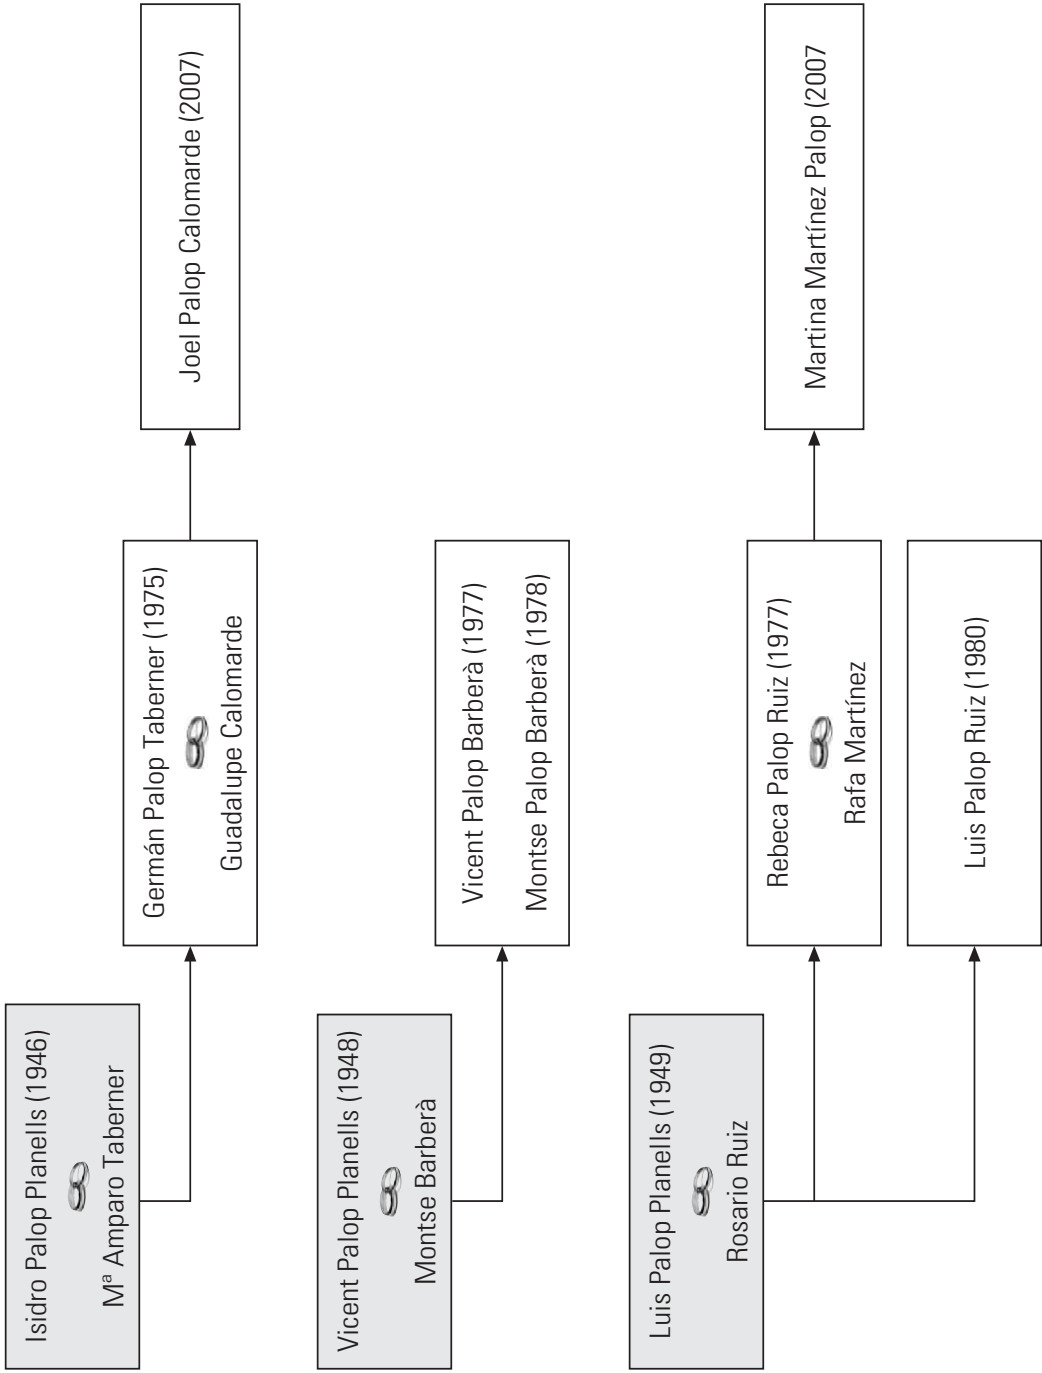 Isidro Palop Planells (1946)
Mª Amparo Taberner
Germán Palop Taberner (1975)
Guadalupe Calomarde
Joel Palop Calomarde (2007)
Vicent Palop Planells (1948)
Montse Barberà
Vicent Palop Barberà (1977)
Montse Palop Barberà (1978)
Luis Palop Planells (1949)
Rosario Ruiz
Rebeca Palop Ruiz (1977)
Rafa Martínez
Martina Martínez Palop (2007
Luis Palop Ruiz (1980)